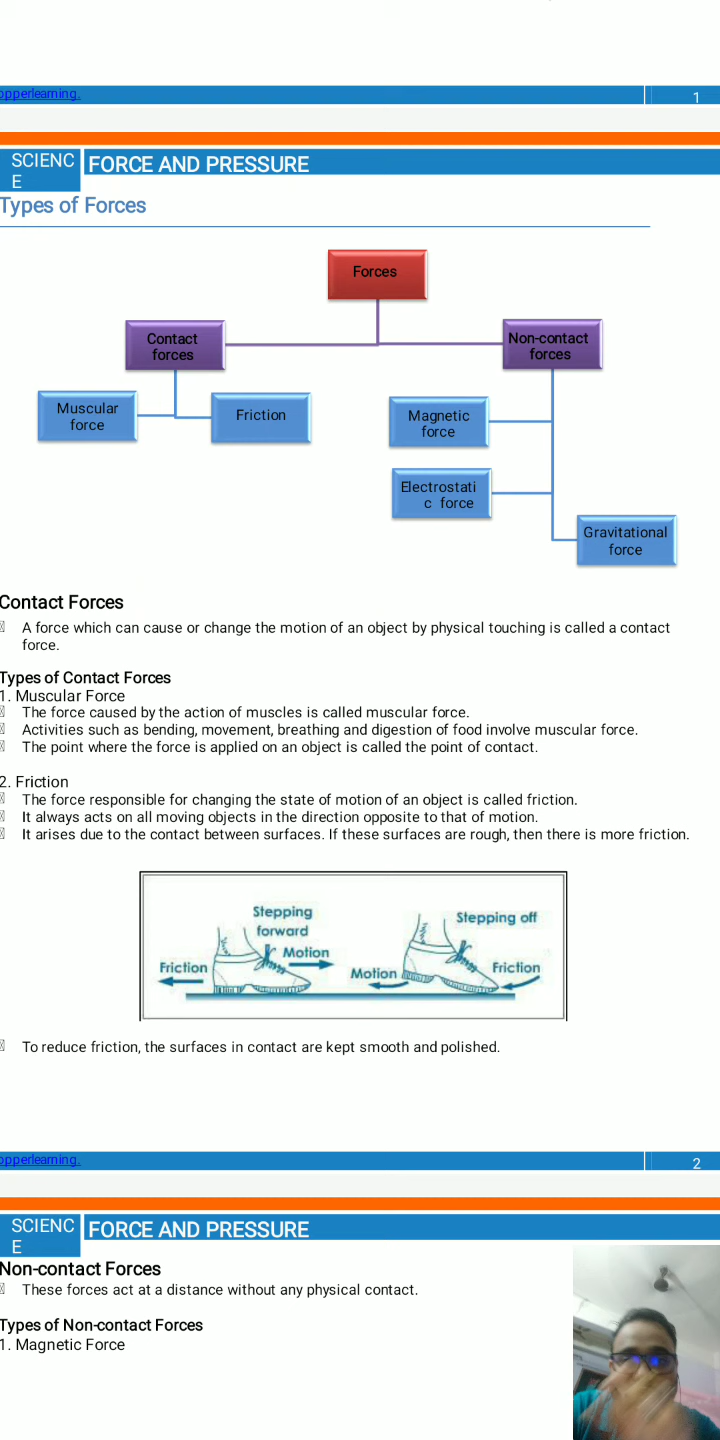 opperlearning.
1
SCIENC
E
FORCE AND PRESSURE
Types of Forces
Forces
Contact
forces
Non-contact
forces
Muscular
force
Friction
Magnetic
force
Electrostati
c force
Gravitational
force
Contact Forces
A force which can cause or change the motion of an object by physical touching is called a contact
force.
Types of Contact Forces
1. Muscular Force
The force caused by the action of muscles is called muscular force.
Activities such as bending, movement, breathing and digestion of food involve muscular force.
The point where the force is applied on an object is called the point of contact.
2. Friction
The force responsible for changing the state of motion of an object is called friction.
It always acts on all moving objects in the direction opposite to that of motion.
It arises due to the contact between surfaces. If these surfaces are rough, then there is more friction.
Stepping
forward
Motion
Friction
Stepping off
Motion
Friction
To reduce friction, the surfaces in contact are kept smooth and polished.
opperlearning.
2
SCIENC
E
FORCE AND PRESSURE
Non-contact Forces
These forces act at a distance without any physical contact.
Types of Non-contact Forces
1. Magnetic Force